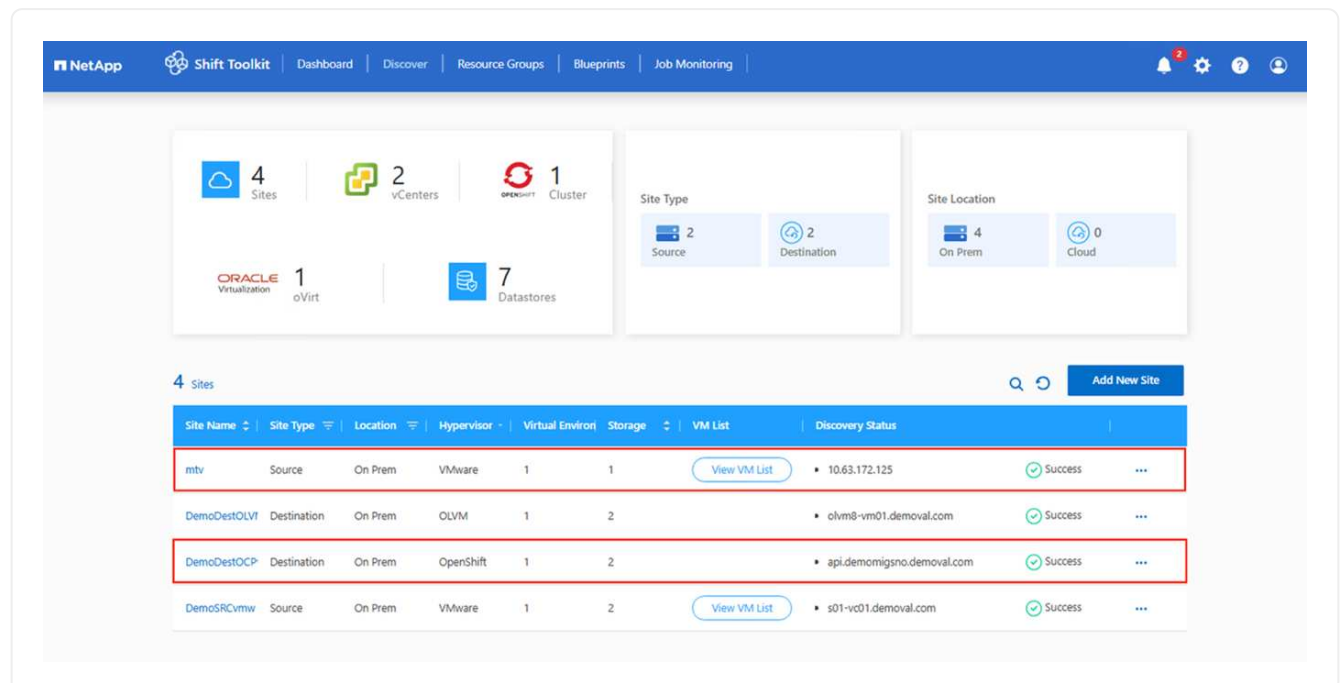 NetApp Shift Toolkit Dashboard Discover Resource Groups Blueprints Job Monitoring 2
4 Sites 2 vCenters OPENSHIFT 1 Cluster
ORACLE Virtualization 1 oVirt 7 Datastores
Site Type
2 Source 2 Destination
Site Location
4 On Prem 0 Cloud
4 Sites Add New Site
Site Name Site Type Location Hypervisor Virtual Environ Storage VM List Discovery Status
mtv Source On Prem VMware 1 1 View VM List • 10.63.172.125 Success ...
DemoDestOLVM Destination On Prem OLVM 1 2 • olvm8-vm01.demoval.com Success ...
DemoDestOCP Destination On Prem OpenShift 1 2 • api.demomigsno.demoval.com Success ...
DemoSRCvmw Source On Prem VMware 1 2 View VM List • s01-vc01.demoval.com Success ...